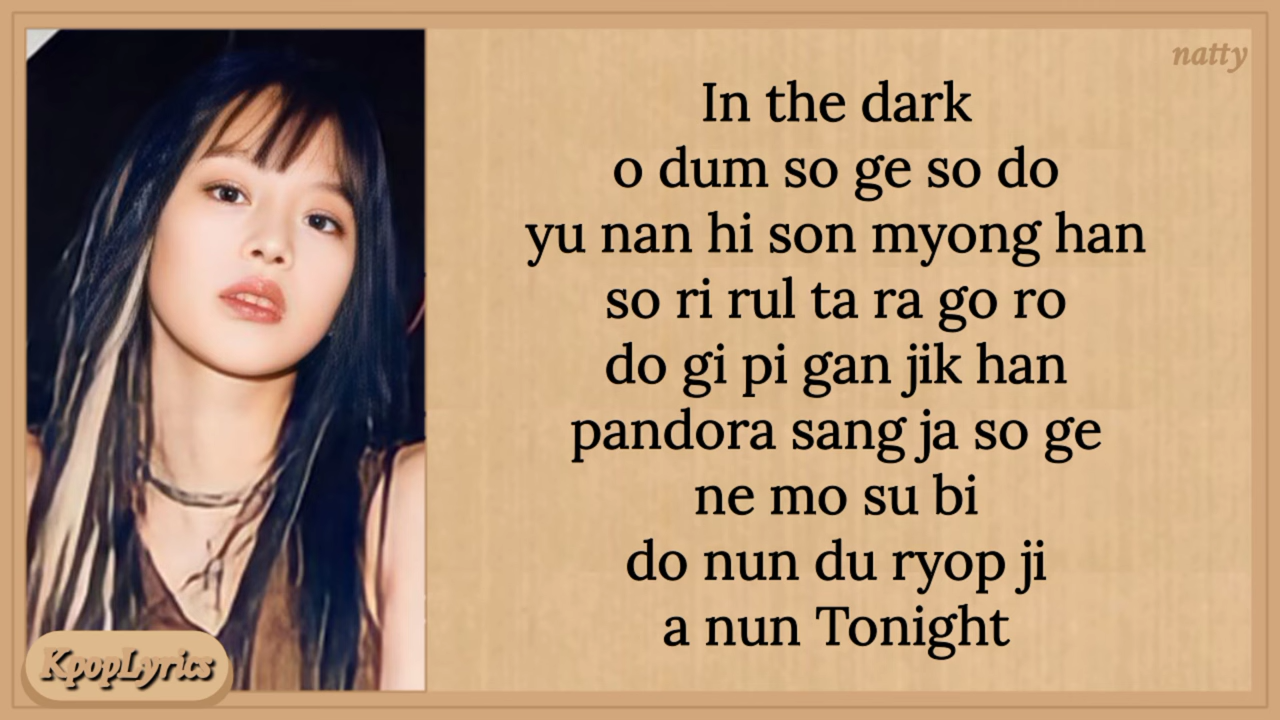 natty
In the dark
o dum so ge so do
yu nan hi son myong han
so ri rul ta ra go ro
do gi pi gan jik han
pandora sang ja so ge
ne mo su bi
do nun du ryop ji
a nun Tonight
KpopLyrics